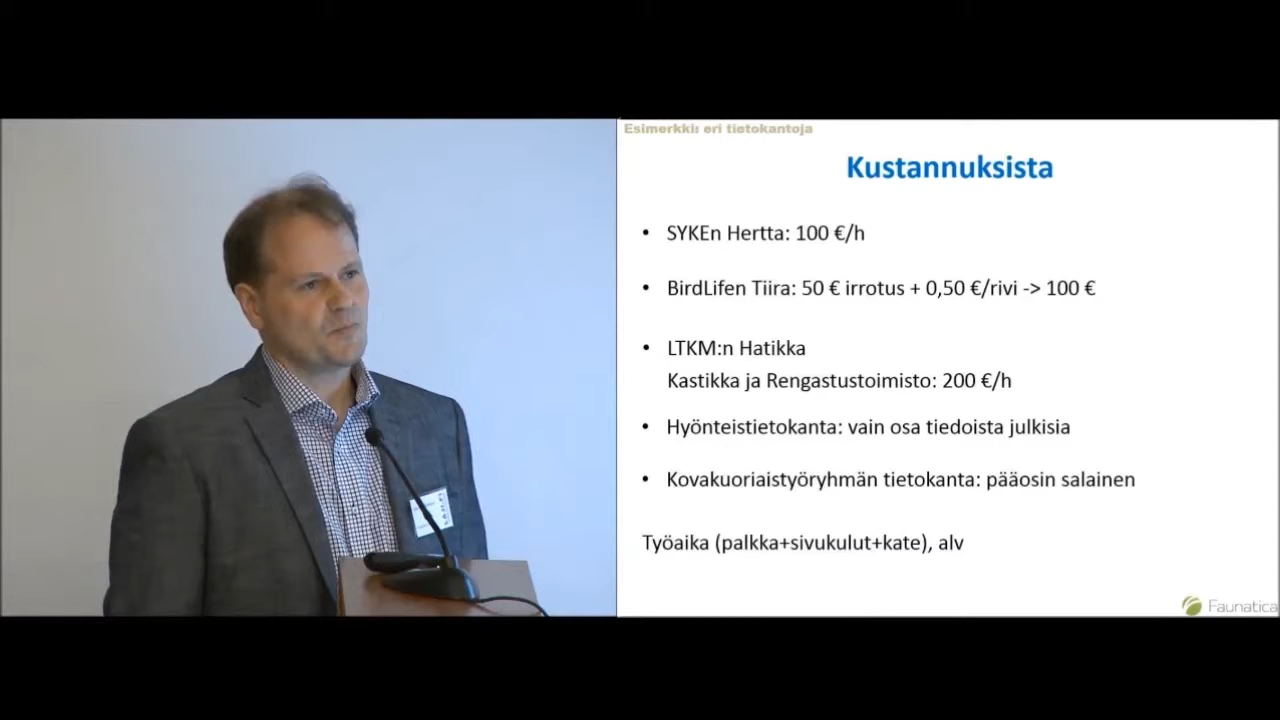 Esimerkki: eri tietokantoja
Kustannuksista
• SYKEn Hertta: 100 €/h
• BirdLifen Tiira: 50 € irrotus + 0,50 €/rivi -> 100 €
• LTKM:n Hatikka
Kastikka ja Rengastustoimisto: 200 €/h
• Hyönteistietokanta: vain osa tiedoista julkisia
• Kovakuoriaistyöryhmän tietokanta: pääosin salainen
Työaika (palkka+sivukulut+kate), alv
Faunatica